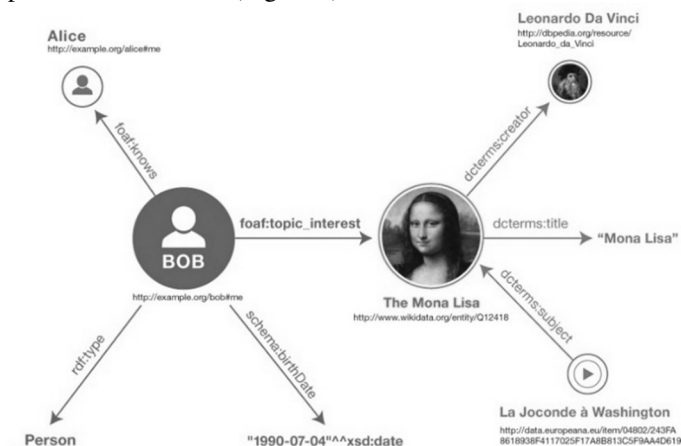 Alice
http://example.org/alice#me
Leonardo Da Vinci
http://dbpedia.org/resource/
Leonardo_da_Vinci
foaf:knows
dcterms:creator
foaf:topic_interest
dcterms:title
"Mona Lisa"
BOB
http://example.org/bob#me
The Mona Lisa
http://www.wikidata.org/entity/Q12418
dcterms:subject
rdf:type
schema:birthDate
La Joconde à Washington
http://data.europeana.eu/item/04802/243FA
8618938F4117025F17A8B813C5F9AA4D619
Person
"1990-07-04"^^xsd:date